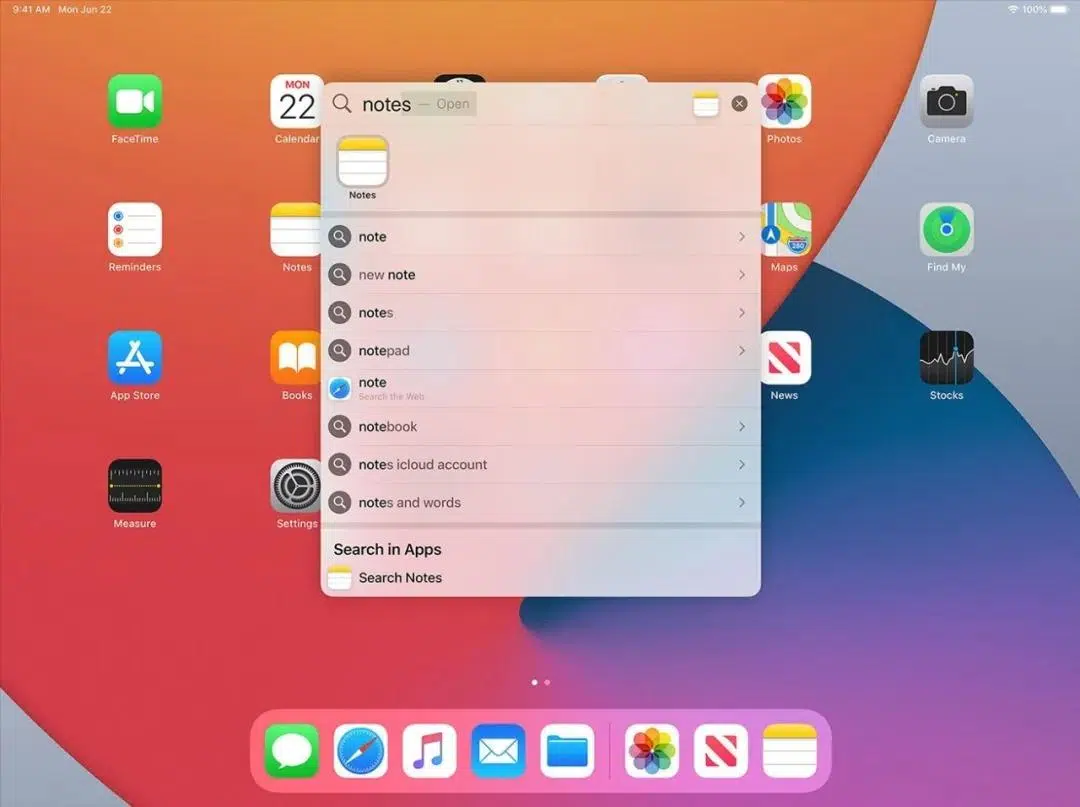 9:41 AM Mon Jun 22
100%
FaceTime
MON
22
Calendar
Photos
Camera
Reminders
Notes
280
Maps
Find My
App Store
Books
News
Stocks
Measure
Settings
notes — Open
Notes
note
new note
notes
notepad
note
Search the Web
notebook
notes icloud account
notes and words
Search in Apps
Search Notes